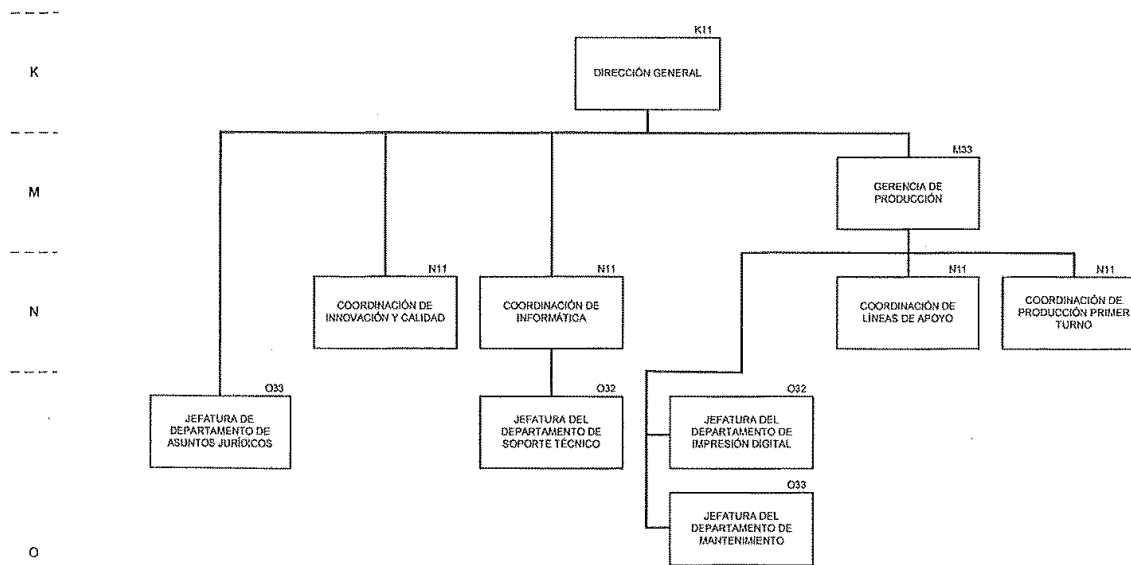 K11
K
DIRECCIÓN GENERAL
M33
M
GERENCIA DE
PRODUCCIÓN
N11
N11
N11
N11
N
COORDINACIÓN DE
INNOVACIÓN Y CALIDAD
COORDINACIÓN DE
INFORMÁTICA
COORDINACIÓN DE
LÍNEAS DE APOYO
COORDINACIÓN DE
PRODUCCIÓN PRIMER
TURNO
O33
O32
O32
JEFATURA DE
DEPARTAMENTO DE
ASUNTOS JURÍDICOS
JEFATURA DEL
DEPARTAMENTO DE
SOPORTE TÉCNICO
JEFATURA DEL
DEPARTAMENTO DE
IMPRESIÓN DIGITAL
O33
JEFATURA DEL
DEPARTAMENTO DE
MANTENIMIENTO
O